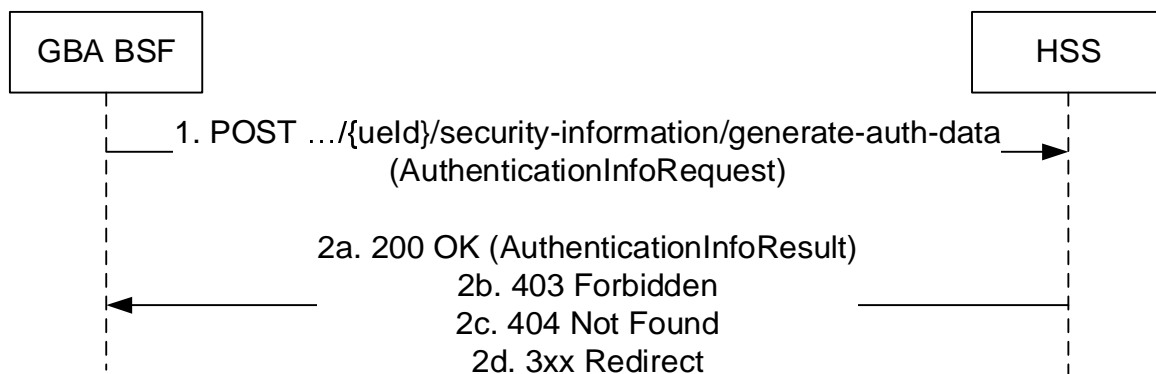 GBA BSF
HSS
1. POST …/{ueId}/security-information/generate-auth-data
(AuthenticationInfoRequest)
2a. 200 OK (AuthenticationInfoResult)
2b. 403 Forbidden
2c. 404 Not Found
2d. 3xx Redirect